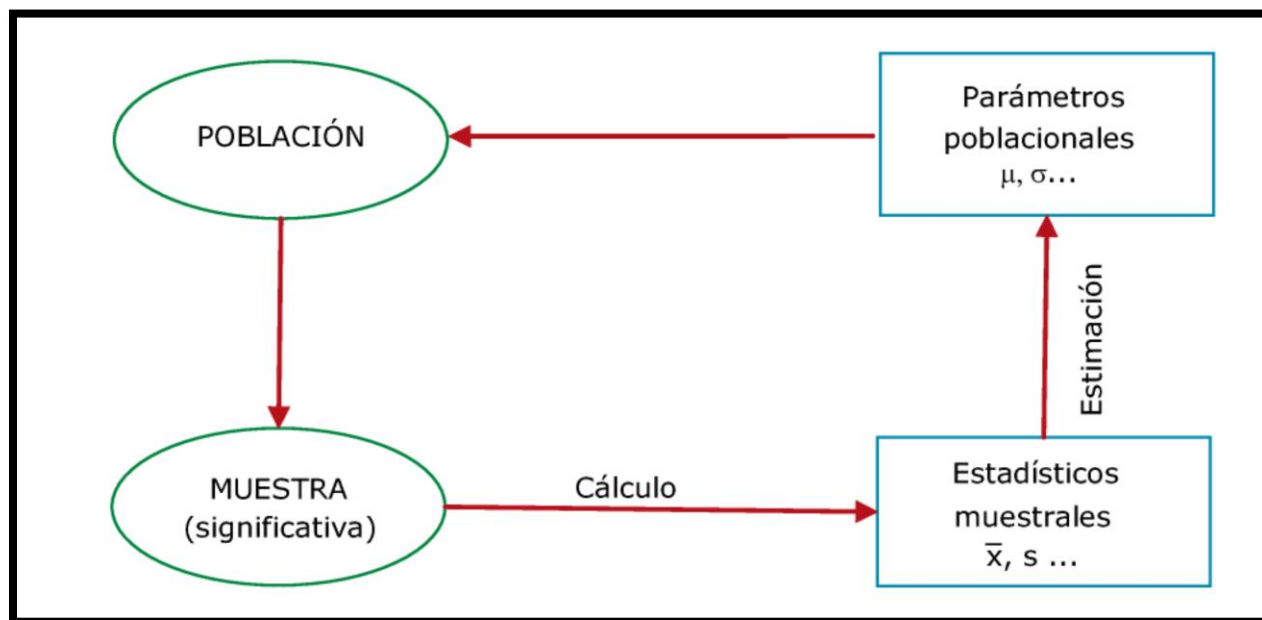 POBLACIÓN
Parámetros
poblacionales
μ, σ...
Estimación
MUESTRA
(significativa)
Cálculo
Estadísticos
muestrales
x̅, s ...